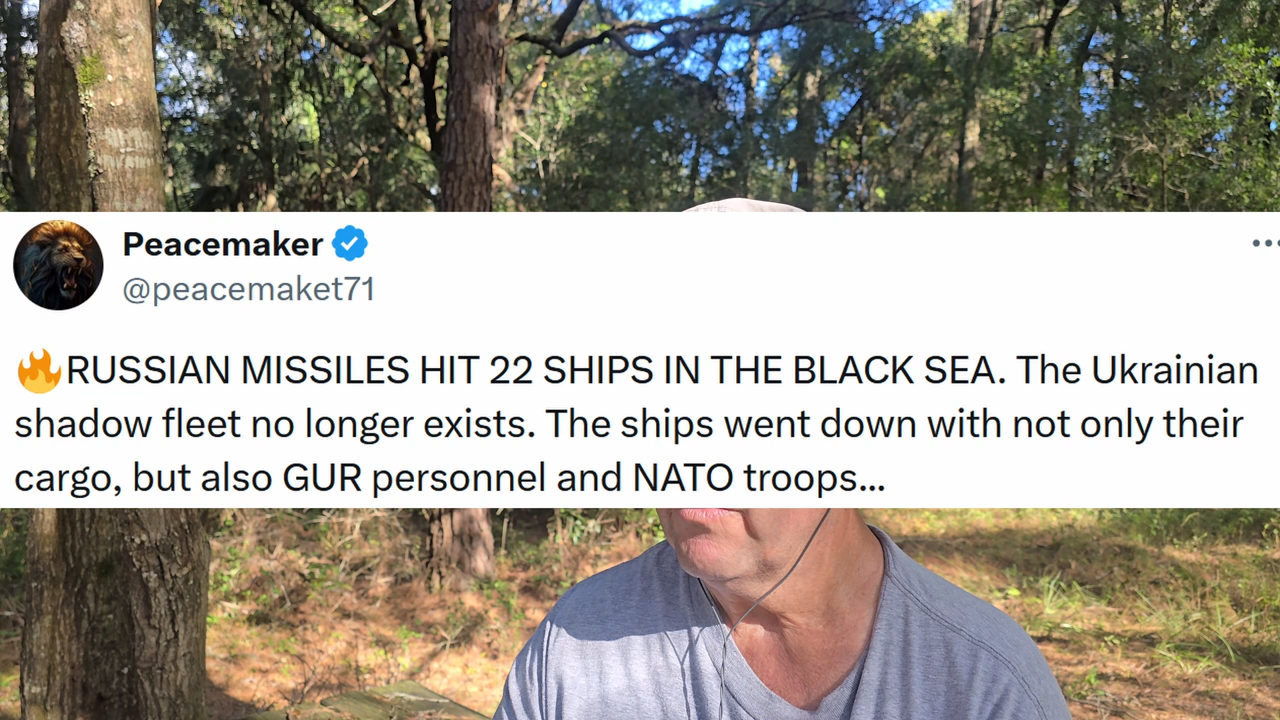 Peacemaker
@peacemaket71
🔥RUSSIAN MISSILES HIT 22 SHIPS IN THE BLACK SEA. The Ukrainian
shadow fleet no longer exists. The ships went down with not only their
cargo, but also GUR personnel and NATO troops...